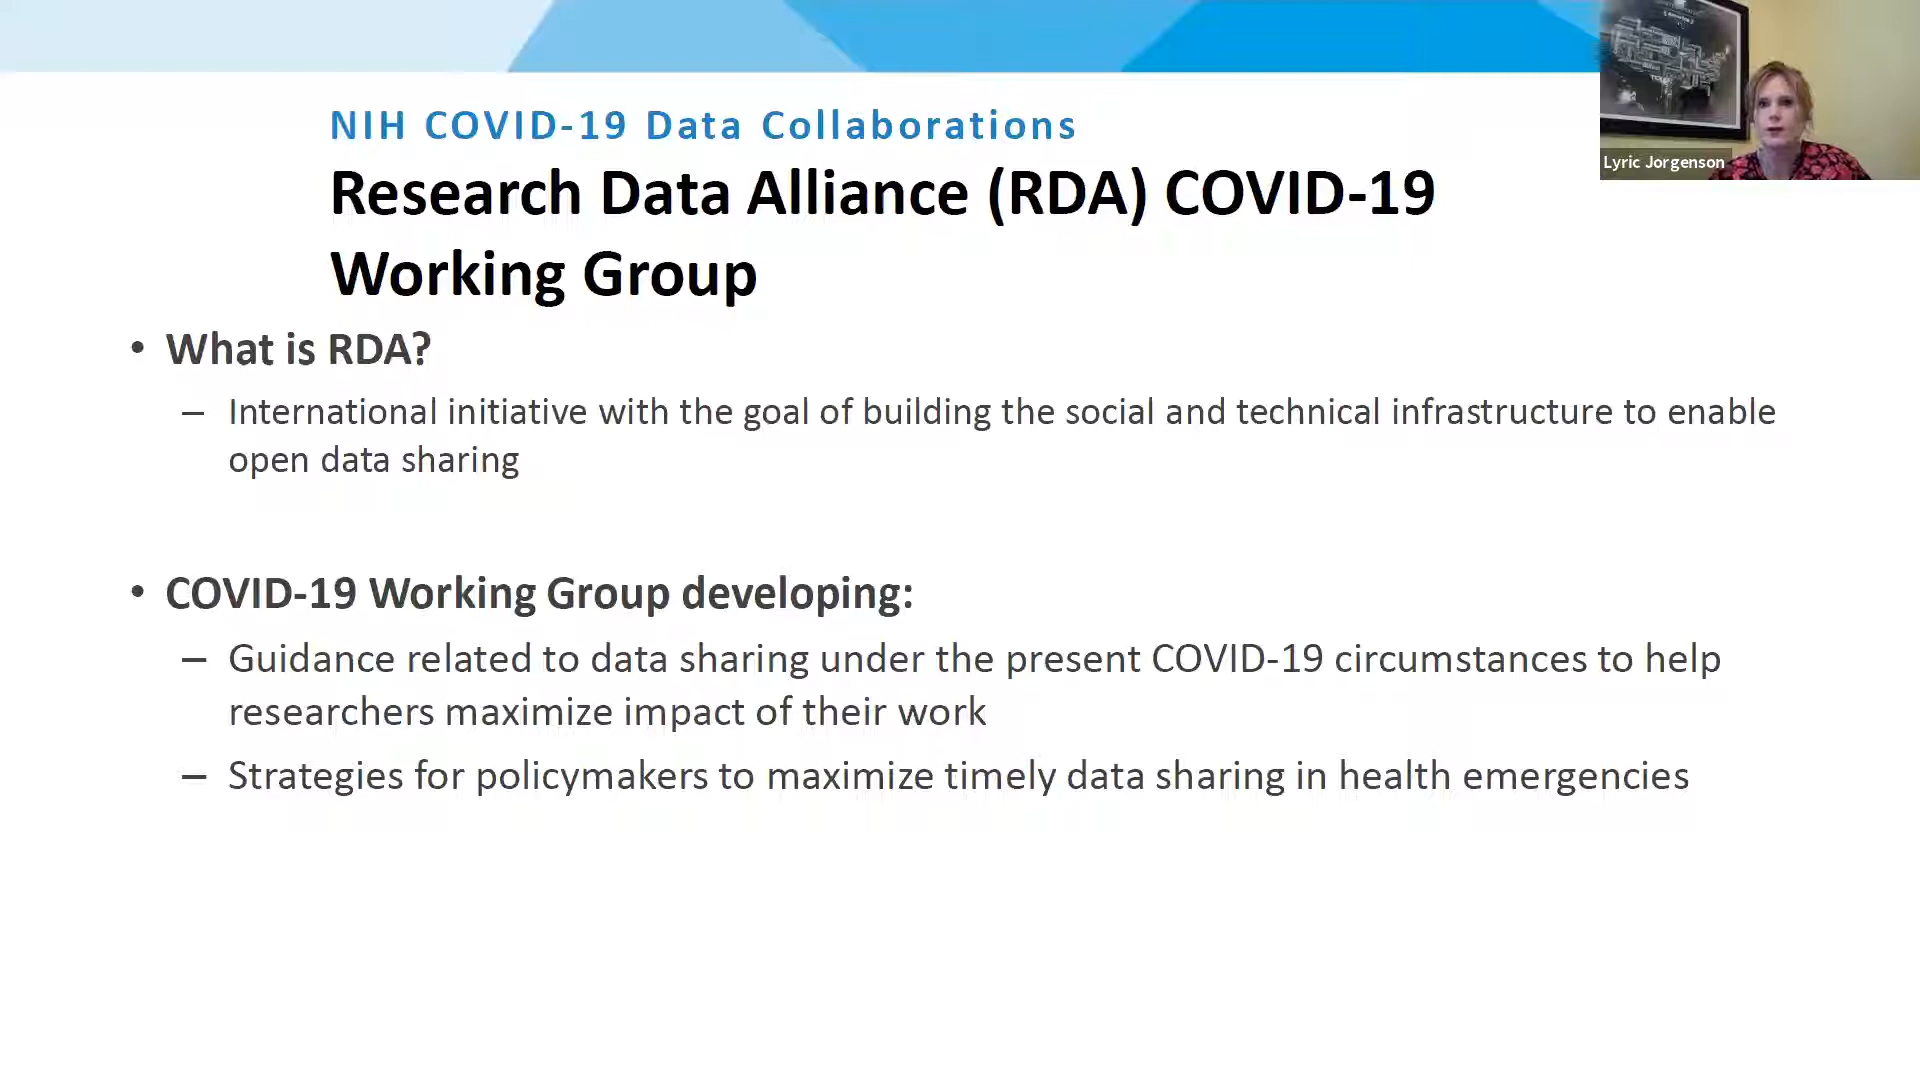 NIH COVID-19 Data Collaborations
Research Data Alliance (RDA) COVID-19
Working Group
Lyric Jorgenson
• What is RDA?
– International initiative with the goal of building the social and technical infrastructure to enable
open data sharing
• COVID-19 Working Group developing:
– Guidance related to data sharing under the present COVID-19 circumstances to help
researchers maximize impact of their work
– Strategies for policymakers to maximize timely data sharing in health emergencies